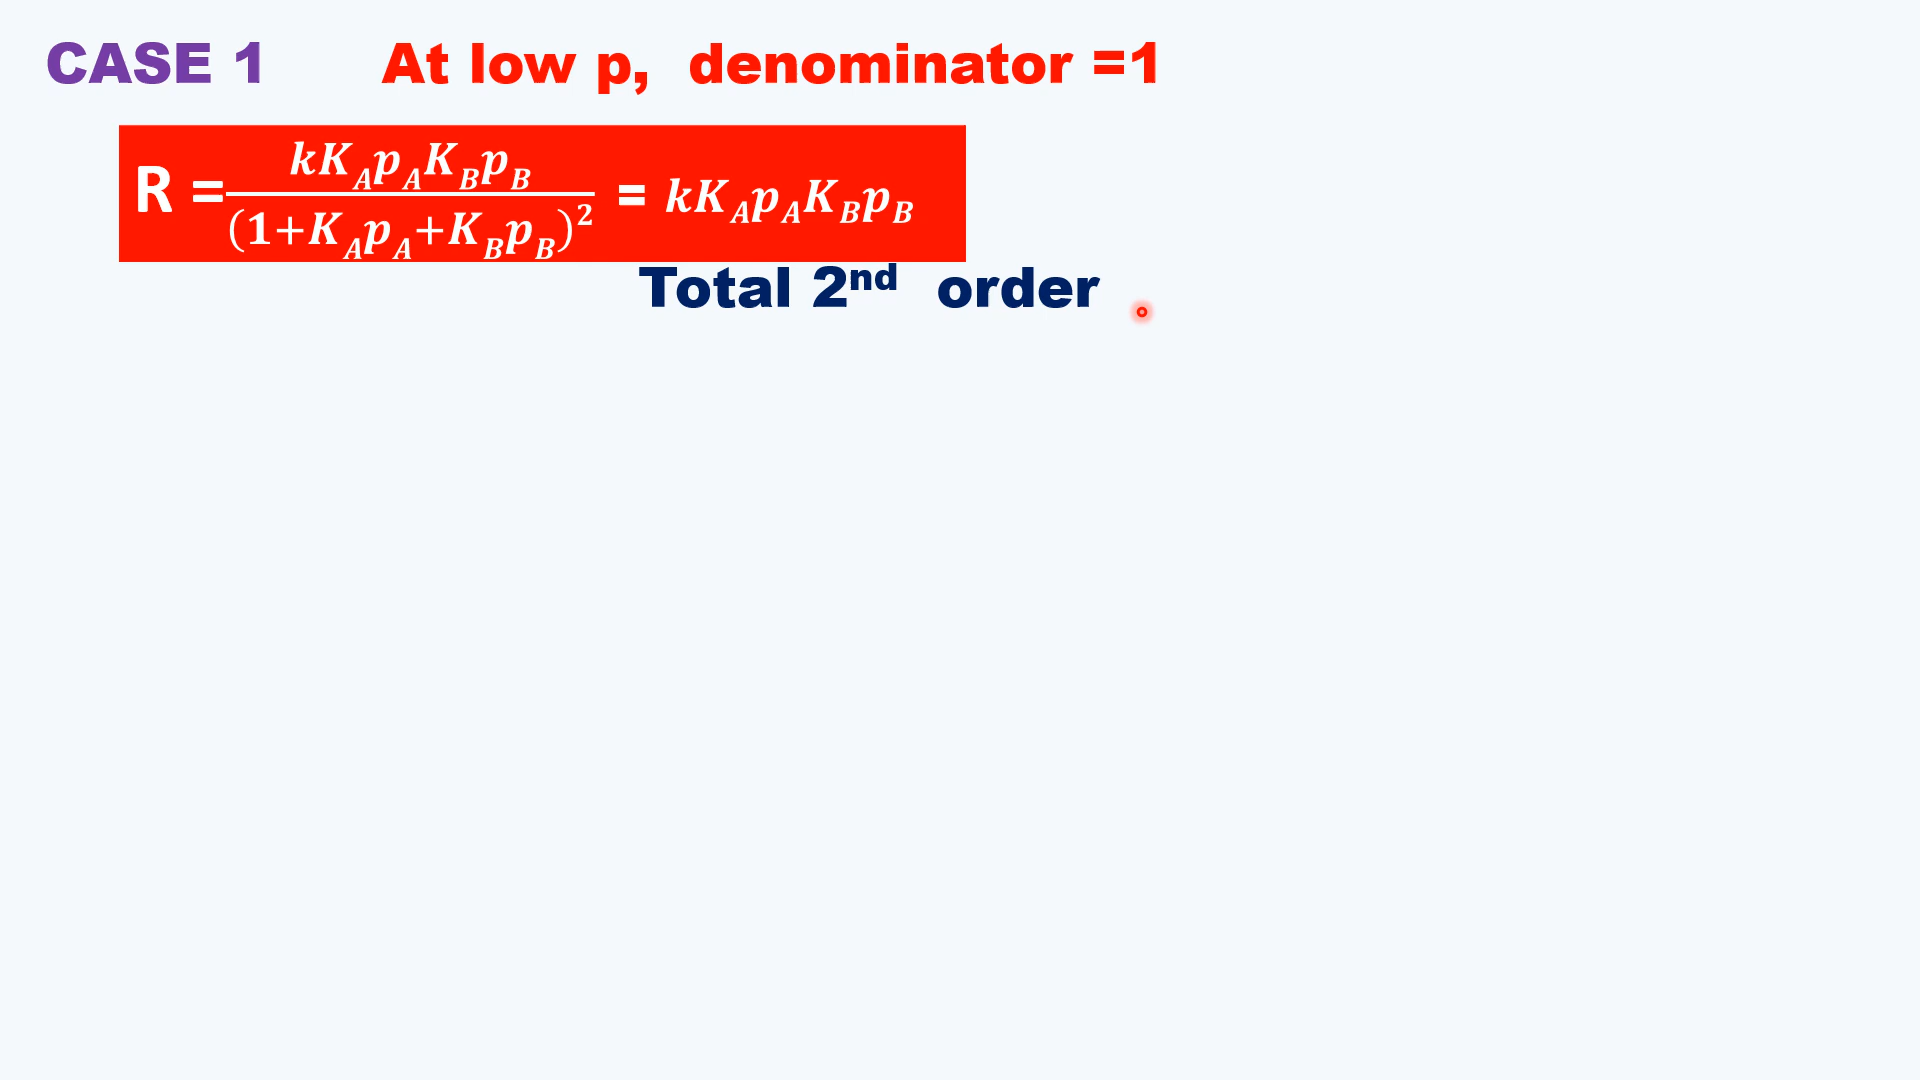 CASE 1 At low p, denominator =1
R = \frac{kK_A p_A K_B p_B}{(1+K_A p_A+K_B p_B)^2} = kK_A p_A K_B p_B
Total 2nd order